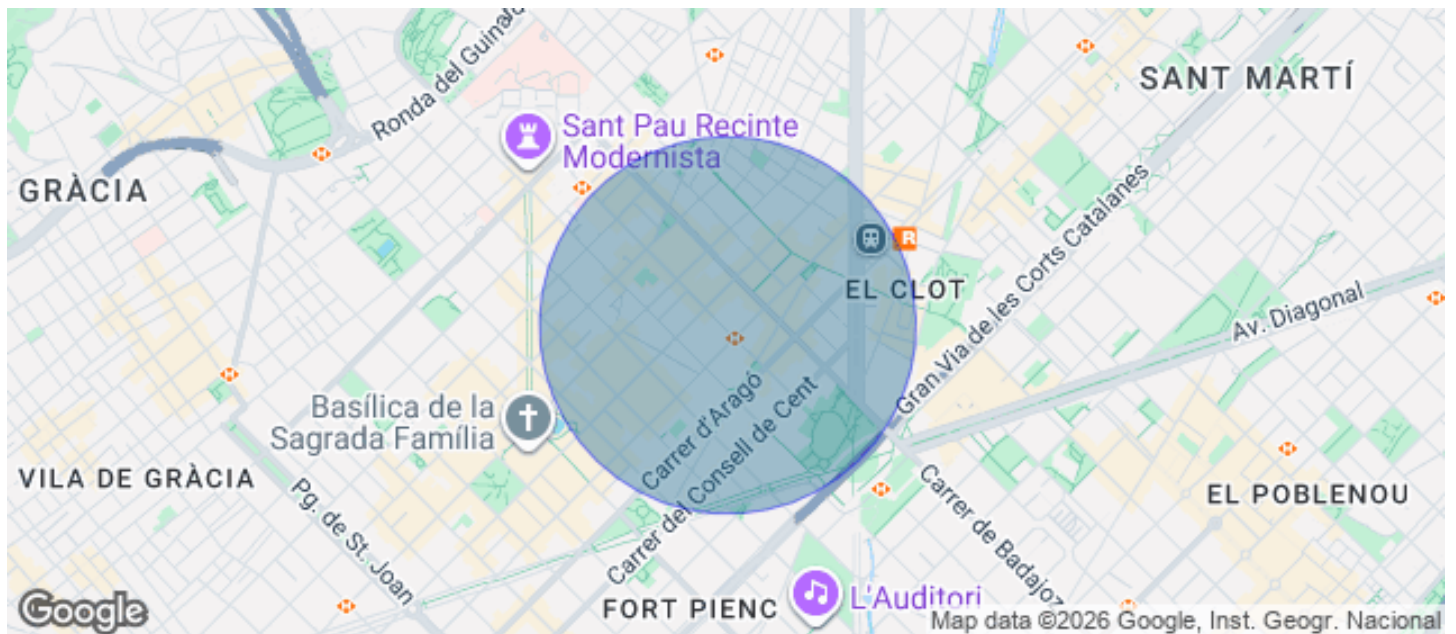 Ronda del Guinardó
SANT MARTÍ
Sant Pau Recinte
Modernista
GRÀCIA
R
EL CLOT
Gran Via de les Corts Catalanes
Av. Diagonal
Basílica de la
Sagrada Família
Carrer d'Aragó
Carrer del Consell de Cent
VILA DE GRÀCIA
Pg. de St. Joan
Carrer de Badajoz
EL POBLENOU
FORT PIENC
L'Auditori
Google
Map data ©2026 Google, Inst. Geogr. Nacional